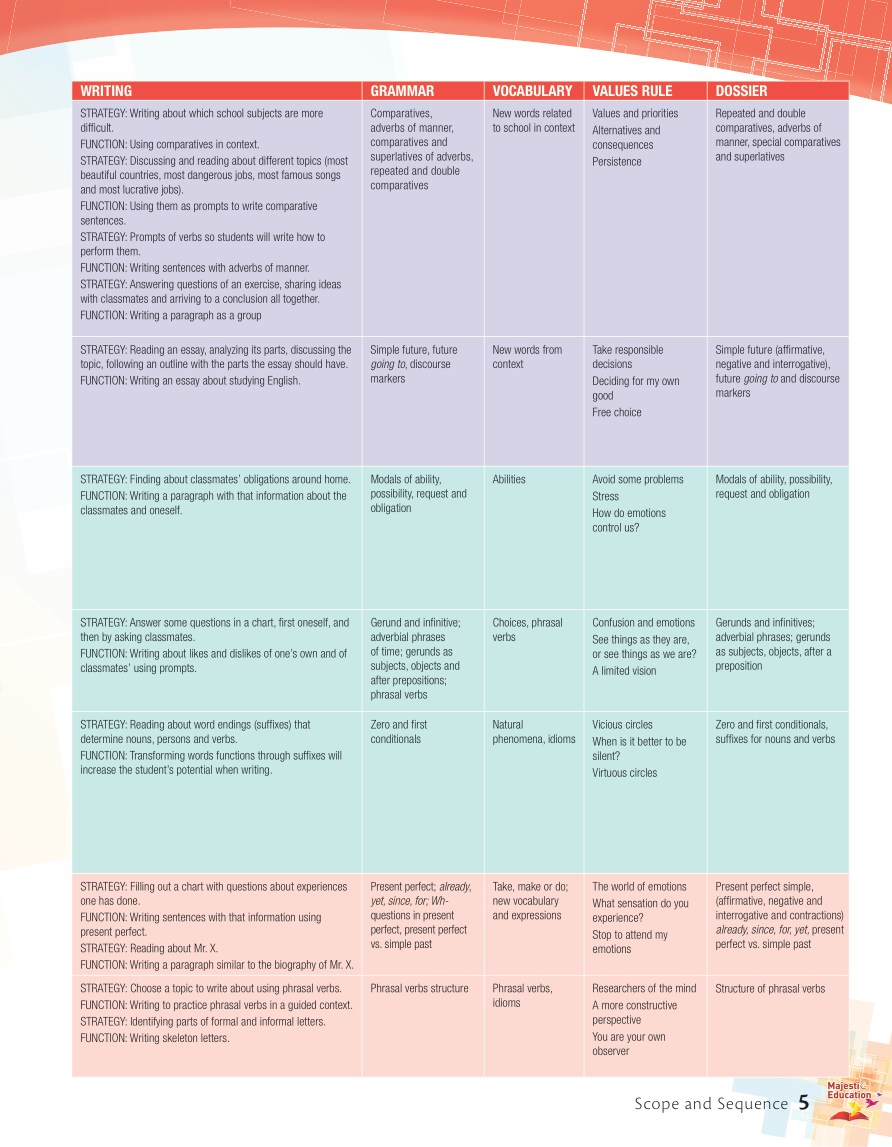 WRITING
GRAMMAR
VOCABULARY
VALUES RULE
DOSSIER
STRATEGY: Writing about which school subjects are more
difficult.
FUNCTION: Using comparatives in context.
STRATEGY: Discussing and reading about different topics (most
beautiful countries, most dangerous jobs, most famous songs
and most lucrative jobs).
FUNCTION: Using them as prompts to write comparative
sentences.
STRATEGY: Prompts of verbs so students will write how to
perform them.
FUNCTION: Writing sentences with adverbs of manner.
STRATEGY: Answering questions of an exercise, sharing ideas
with classmates and arriving to a conclusion all together.
FUNCTION: Writing a paragraph as a group
Comparatives,
adverbs of manner,
comparatives and
superlatives of adverbs,
repeated and double
comparatives
New words related
to school in context
Values and priorities
Alternatives and
consequences
Persistence
Repeated and double
comparatives, adverbs of
manner, special comparatives
and superlatives
STRATEGY: Reading an essay, analyzing its parts, discussing the
topic, following an outline with the parts the essay should have.
FUNCTION: Writing an essay about studying English.
Simple future, future
going to, discourse
markers
New words from
context
Take responsible
decisions
Deciding for my own
good
Free choice
Simple future (affirmative,
negative and interrogative),
future going to and discourse
markers
STRATEGY: Finding about classmates' obligations around home.
FUNCTION: Writing a paragraph with that information about the
classmates and oneself.
Modals of ability,
possibility, request and
obligation
Abilities
Avoid some problems
Stress
How do emotions
control us?
Modals of ability, possibility,
request and obligation
STRATEGY: Answer some questions in a chart, first oneself, and
then by asking classmates.
FUNCTION: Writing about likes and dislikes of one's own and of
classmates' using prompts.
Gerund and infinitive;
adverbial phrases
of time; gerunds as
subjects, objects and
after prepositions;
phrasal verbs
Choices, phrasal
verbs
Confusion and emotions
See things as they are,
or see things as we are?
A limited vision
Gerunds and infinitives;
adverbial phrases; gerunds
as subjects, objects, after a
preposition
STRATEGY: Reading about word endings (suffixes) that
determine nouns, persons and verbs.
FUNCTION: Transforming words functions through suffixes will
increase the student's potential when writing.
Zero and first
conditionals
Natural
phenomena, idioms
Vicious circles
When is it better to be
silent?
Virtuous circles
Zero and first conditionals,
suffixes for nouns and verbs
STRATEGY: Filling out a chart with questions about experiences
one has done.
FUNCTION: Writing sentences with that information using
present perfect.
STRATEGY: Reading about Mr. X.
FUNCTION: Writing a paragraph similar to the biography of Mr. X.
Present perfect; already,
yet, since, for; Wh-
questions in present
perfect, present perfect
vs. simple past
Take, make or do;
new vocabulary
and expressions
The world of emotions
What sensation do you
experience?
Stop to attend my
emotions
Present perfect simple,
(affirmative, negative and
interrogative and contractions)
already, since, for, yet, present
perfect vs. simple past
STRATEGY: Choose a topic to write about using phrasal verbs.
FUNCTION: Writing to practice phrasal verbs in a guided context.
STRATEGY: Identifying parts of formal and informal letters.
FUNCTION: Writing skeleton letters.
Phrasal verbs structure
Phrasal verbs,
idioms
Researchers of the mind
A more constructive
perspective
You are your own
observer
Structure of phrasal verbs
Scope and Sequence 5
Majestic
Education